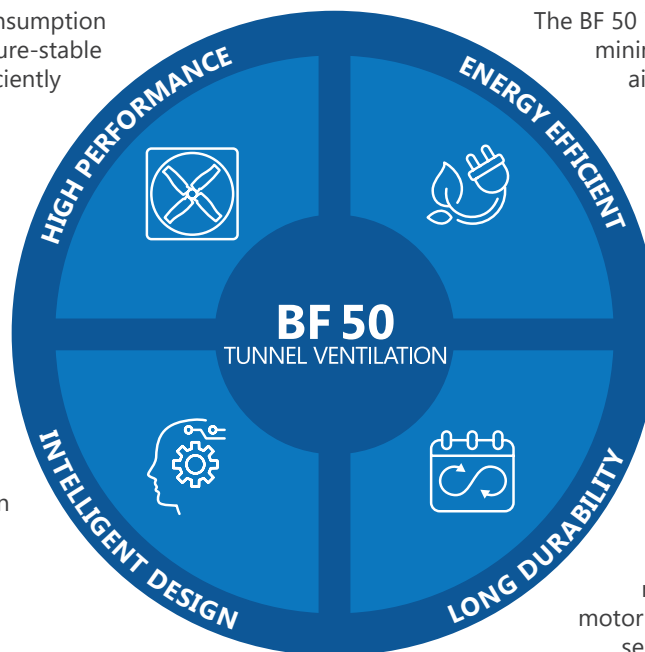 nsumption
ure-stable
ciently
The BF 50
HIGH PERFORMANCE
ENERGY EFFICIENT
BF 50
TUNNEL VENTILATION
INTELLIGENT DESIGN
LONG DURABILITY
motor